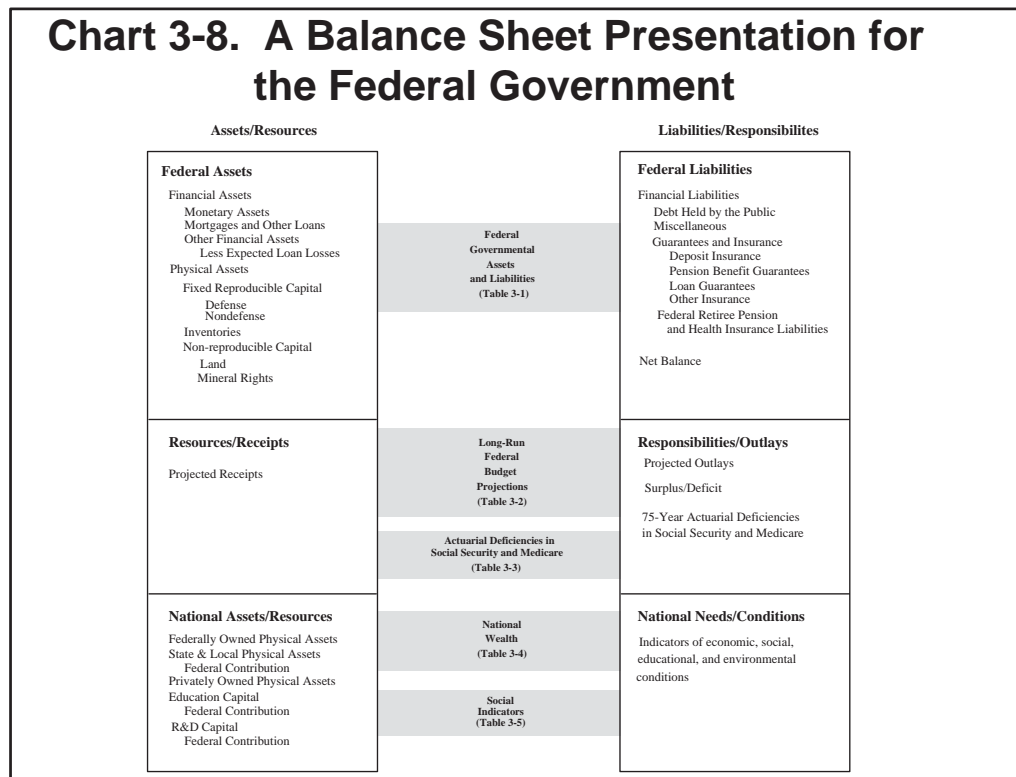 Chart 3-8. A Balance Sheet Presentation for
the Federal Government
Assets/Resources
Liabilities/Responsibilites
Federal Assets
Financial Assets
Monetary Assets
Mortgages and Other Loans
Other Financial Assets
Less Expected Loan Losses
Physical Assets
Fixed Reproducible Capital
Defense
Nondefense
Inventories
Non-reproducible Capital
Land
Mineral Rights
Federal
Governmental
Assets
and Liabilities
(Table 3-1)
Federal Liabilities
Financial Liabilities
Debt Held by the Public
Miscellaneous
Guarantees and Insurance
Deposit Insurance
Pension Benefit Guarantees
Loan Guarantees
Other Insurance
Federal Retiree Pension
and Health Insurance Liabilities
Net Balance
Resources/Receipts
Projected Receipts
Long-Run
Federal
Budget
Projections
(Table 3-2)
Actuarial Deficiencies in
Social Security and Medicare
(Table 3-3)
Responsibilities/Outlays
Projected Outlays
Surplus/Deficit
75-Year Actuarial Deficiencies
in Social Security and Medicare
National Assets/Resources
Federally Owned Physical Assets
State & Local Physical Assets
Federal Contribution
Privately Owned Physical Assets
Education Capital
Federal Contribution
R&D Capital
Federal Contribution
National
Wealth
(Table 3-4)
Social
Indicators
(Table 3-5)
National Needs/Conditions
Indicators of economic, social,
educational, and environmental
conditions